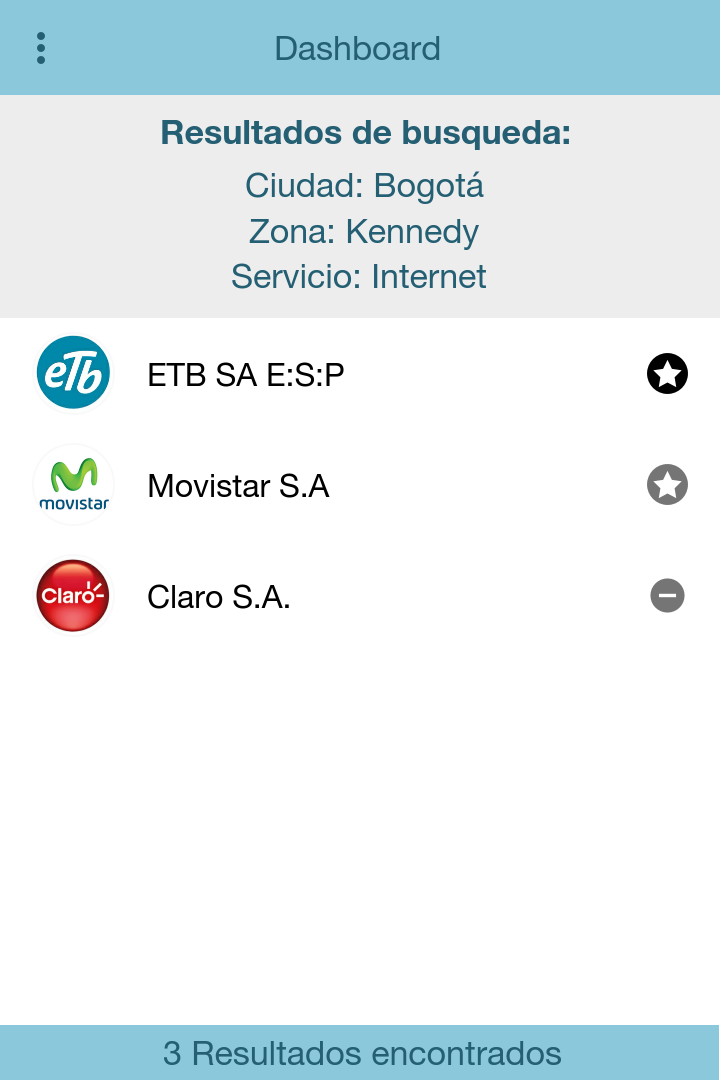 Dashboard
Resultados de busqueda:
Ciudad: Bogotá
Zona: Kennedy
Servicio: Internet
eTb
ETB SA E:S:P
movistar
Movistar S.A
Claro
Claro S.A.
3 Resultados encontrados